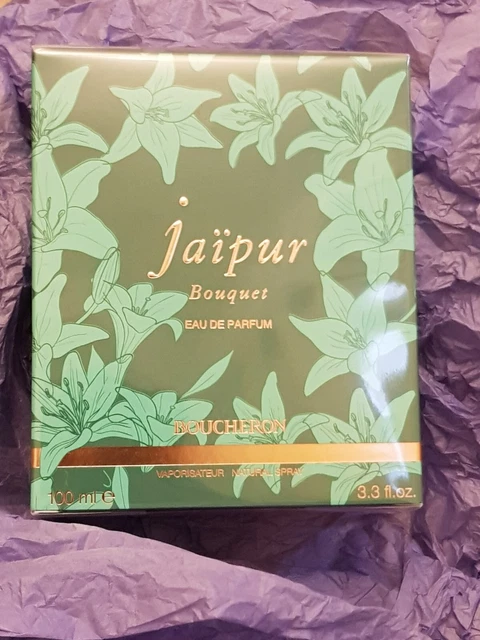 jaïpur
Bouquet
EAU DE PARFUM
BOUCHERON
VAPORISATEUR NATURAL SPRAY
100 ml ℮ 3.3 fl.oz.